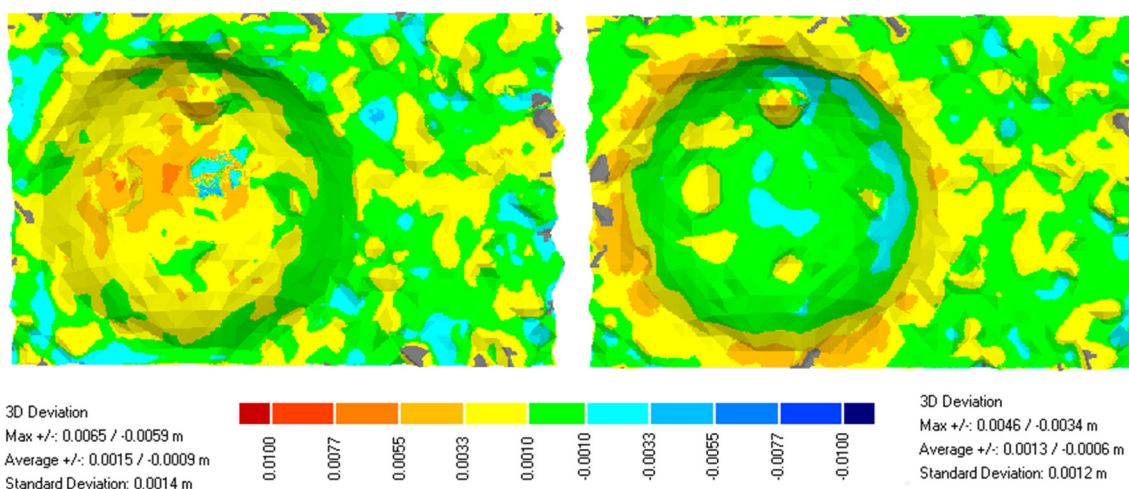 3D Deviation
Max +/-: 0.0065 / -0.0059 m
Average +/-: 0.0015 / -0.0009 m
Standard Deviation: 0.0014 m
0.0100
0.0077
0.0055
0.0033
0.0010
-0.0010
-0.0033
-0.0055
-0.0077
-0.0100
3D Deviation
Max +/-: 0.0046 / -0.0034 m
Average +/-: 0.0013 / -0.0006 m
Standard Deviation: 0.0012 m